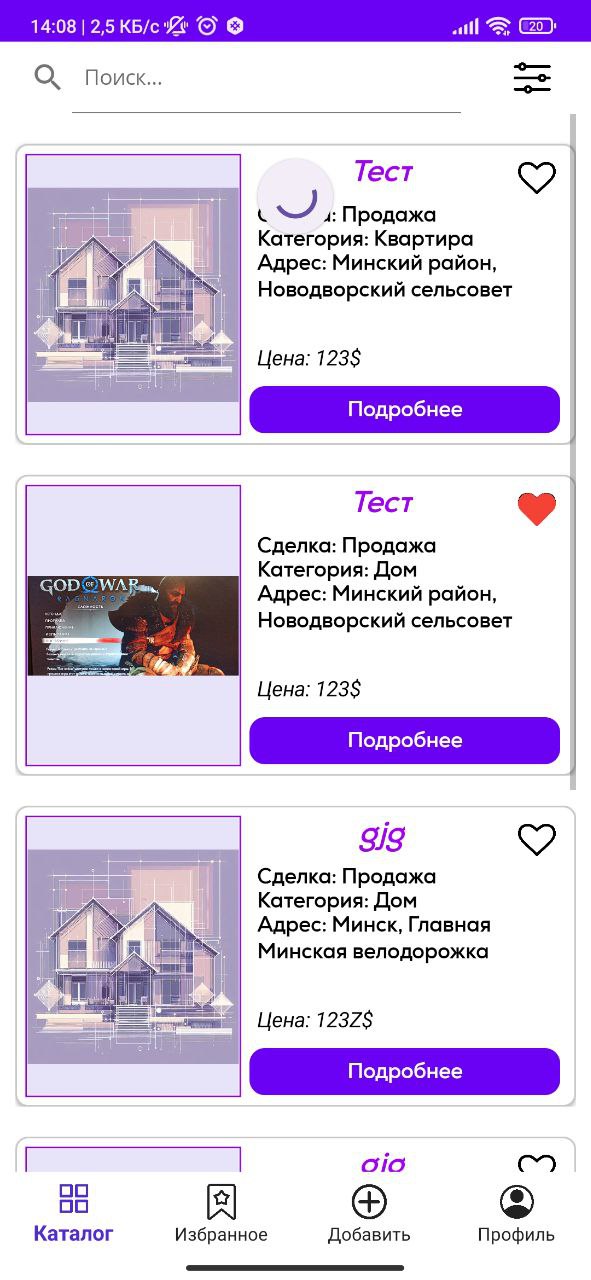 14:08 | 2,5 КБ/с
20
Поиск...
Тест
Продажа
Категория: Квартира
Адрес: Минский район,
Новодворский сельсовет
Цена: 123$
Подробнее
GOD OF WAR
RAGNARÖK
Тест
Сделка: Продажа
Категория: Дом
Адрес: Минский район,
Новодворский сельсовет
Цена: 123$
Подробнее
gjg
Сделка: Продажа
Категория: Дом
Адрес: Минск, Главная
Минская велодорожка
Цена: 123Z$
Подробнее
gjg
Каталог
Избранное
Добавить
Профиль